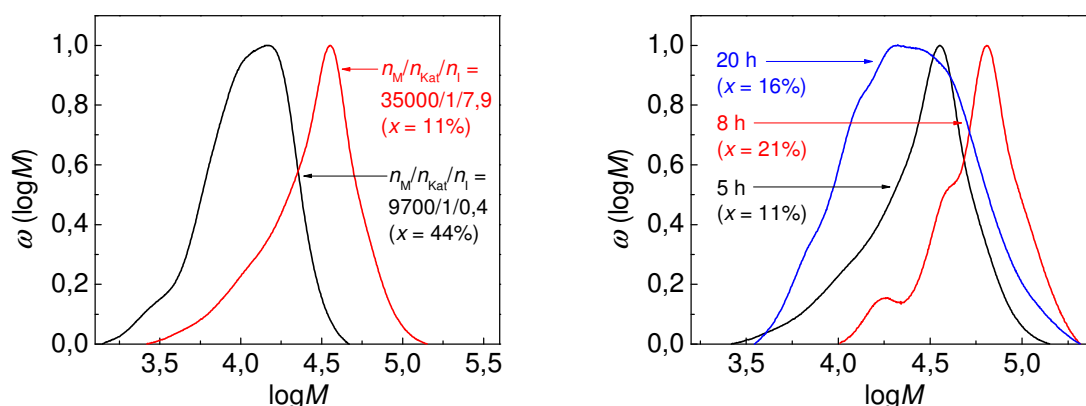 1,0
0,8
0,6
0,4
0,2
0,0
ω (logM)
3,5 4,0 4,5 5,0 5,5
logM
nM/nKat/nI =
35000/1/7,9
(x = 11%)
nM/nKat/nI =
9700/1/0,4
(x = 44%)
1,0
0,8
0,6
0,4
0,2
0,0
ω (logM)
3,5 4,0 4,5 5,0
logM
20 h
(x = 16%)
8 h
(x = 21%)
5 h
(x = 11%)